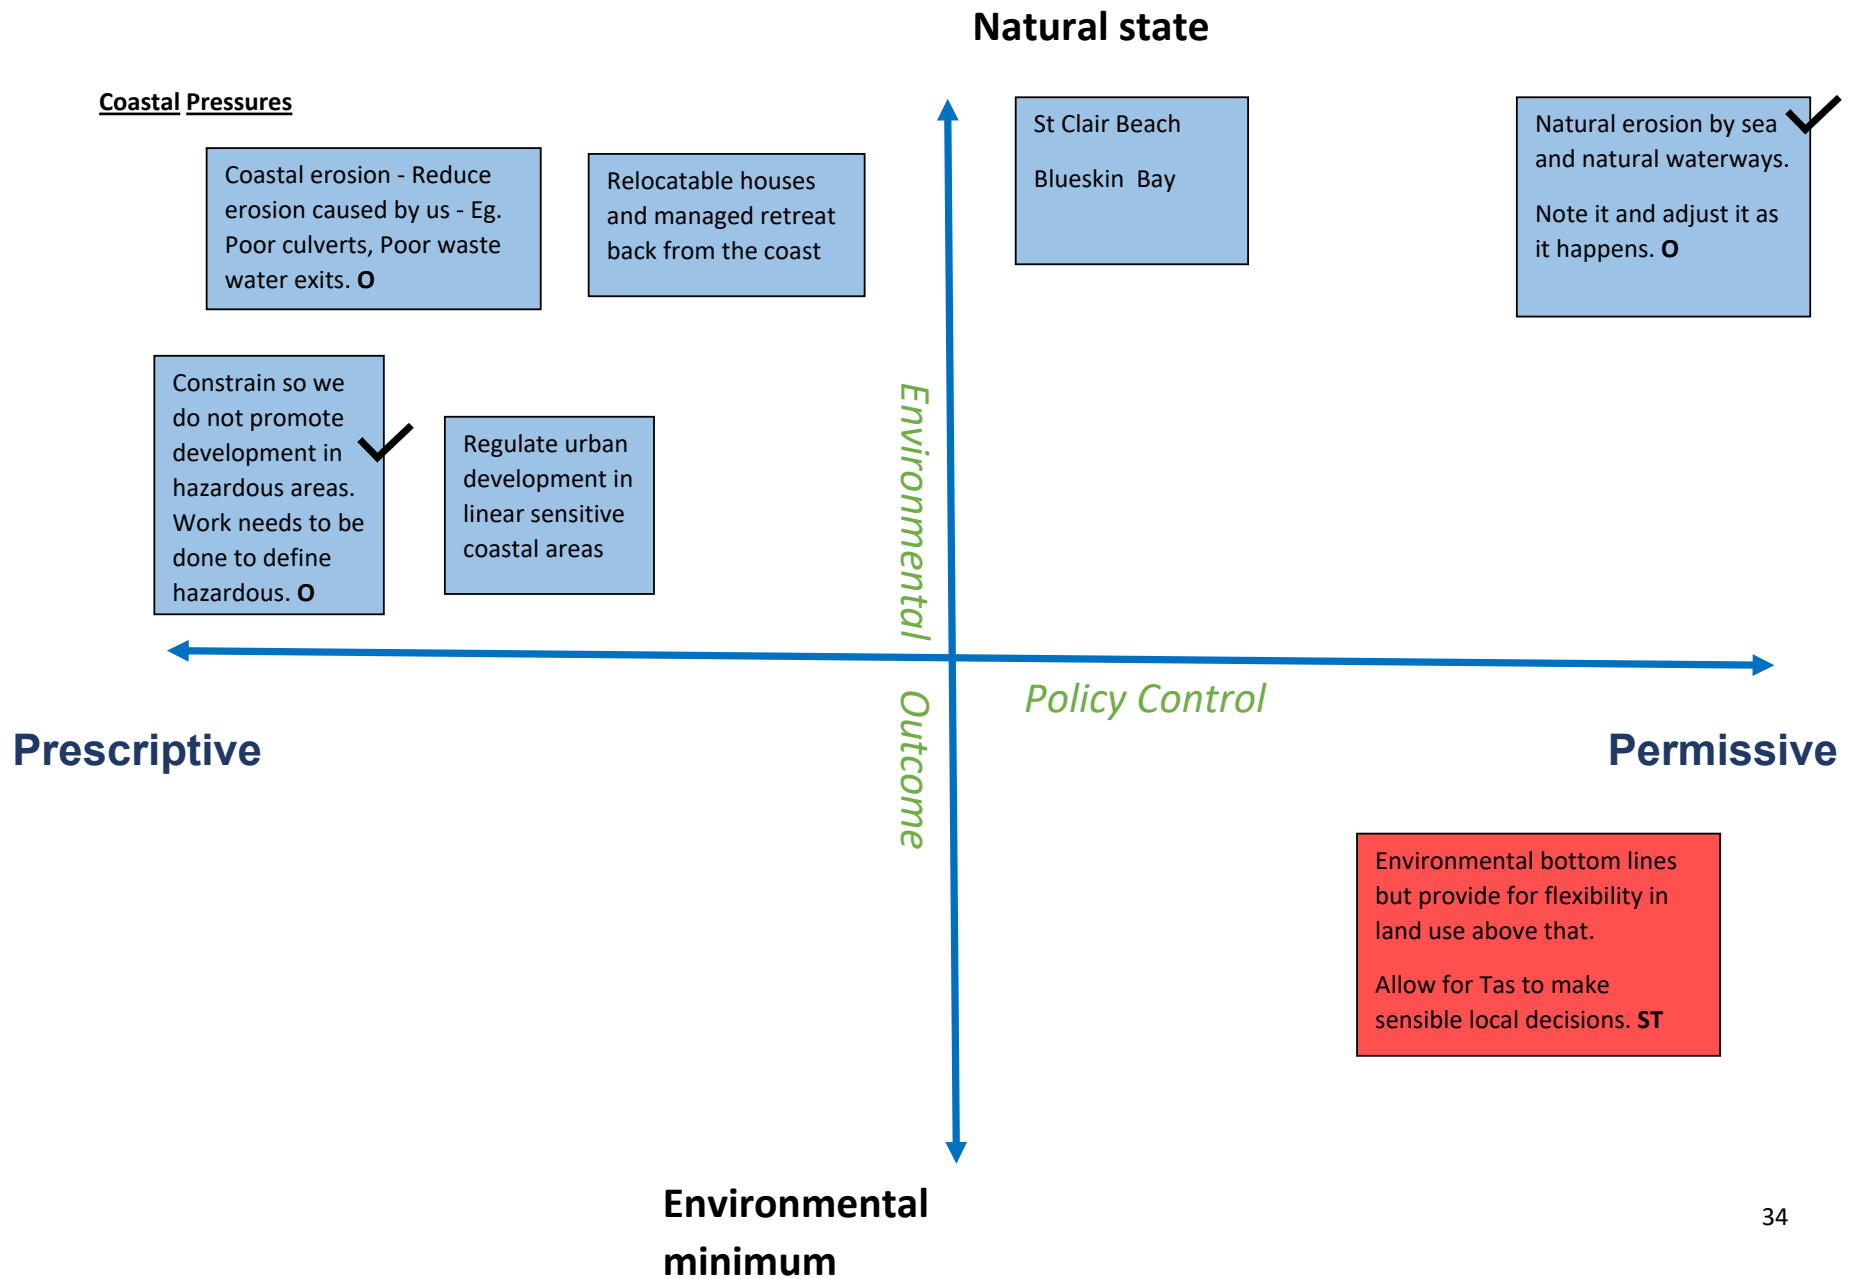 Natural state
Coastal Pressures
Coastal erosion - Reduce
erosion caused by us - Eg.
Poor culverts, Poor waste
water exits. O
Relocatable houses
and managed retreat
back from the coast
St Clair Beach
Blueskin  Bay
Natural erosion by sea
and natural waterways.
Note it and adjust it as
it happens. O
Constrain so we
do not promote
development in
hazardous areas.
Work needs to be
done to define
hazardous. O
Regulate urban
development in
linear sensitive
coastal areas
Environmental Outcome
Policy Control
Prescriptive
Permissive
Environmental bottom lines
but provide for flexibility in
land use above that.
Allow for Tas to make
sensible local decisions. ST
Environmental
minimum
34